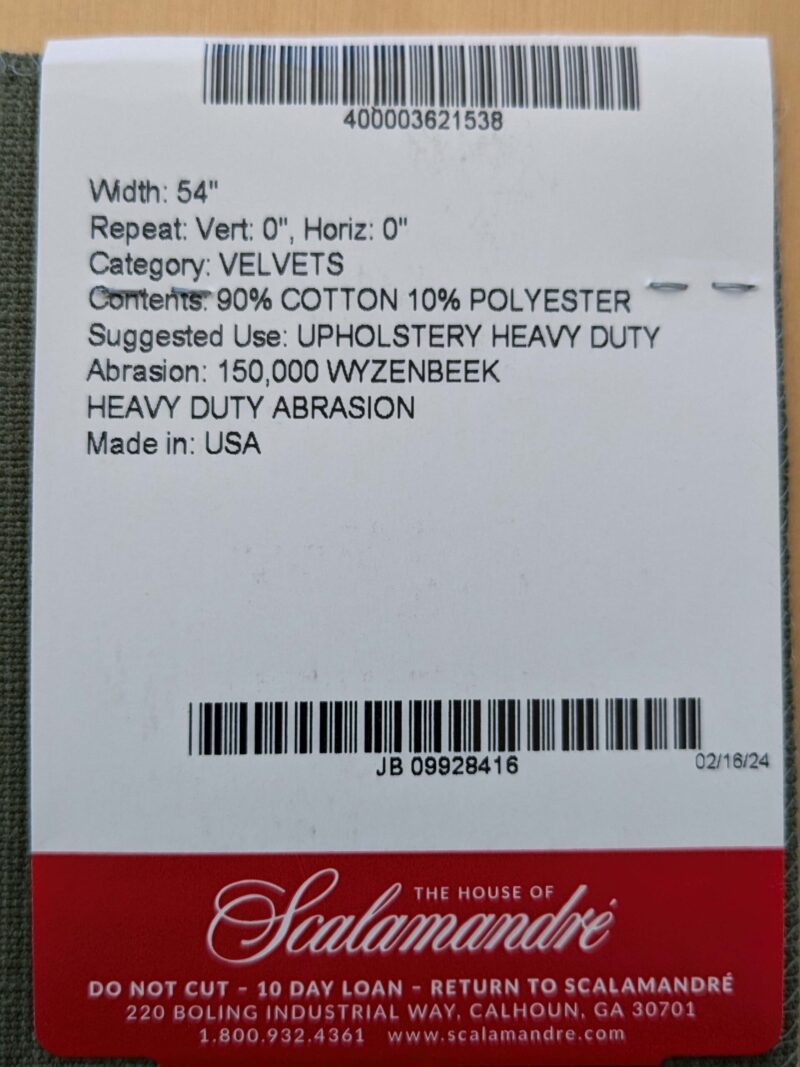 400003621538
Width: 54"
Repeat: Vert: 0", Horiz: 0"
Category: VELVETS
Contents: 90% COTTON 10% POLYESTER
Suggested Use: UPHOLSTERY HEAVY DUTY
Abrasion: 150,000 WYZENBEEK
HEAVY DUTY ABRASION
Made in: USA
JB 09928416
02/16/24
THE HOUSE OF
Scalamandré
DO NOT CUT – 10 DAY LOAN – RETURN TO SCALAMANDRÉ
220 BOLING INDUSTRIAL WAY, CALHOUN, GA 30701
1.800.932.4361 www.scalamandre.com